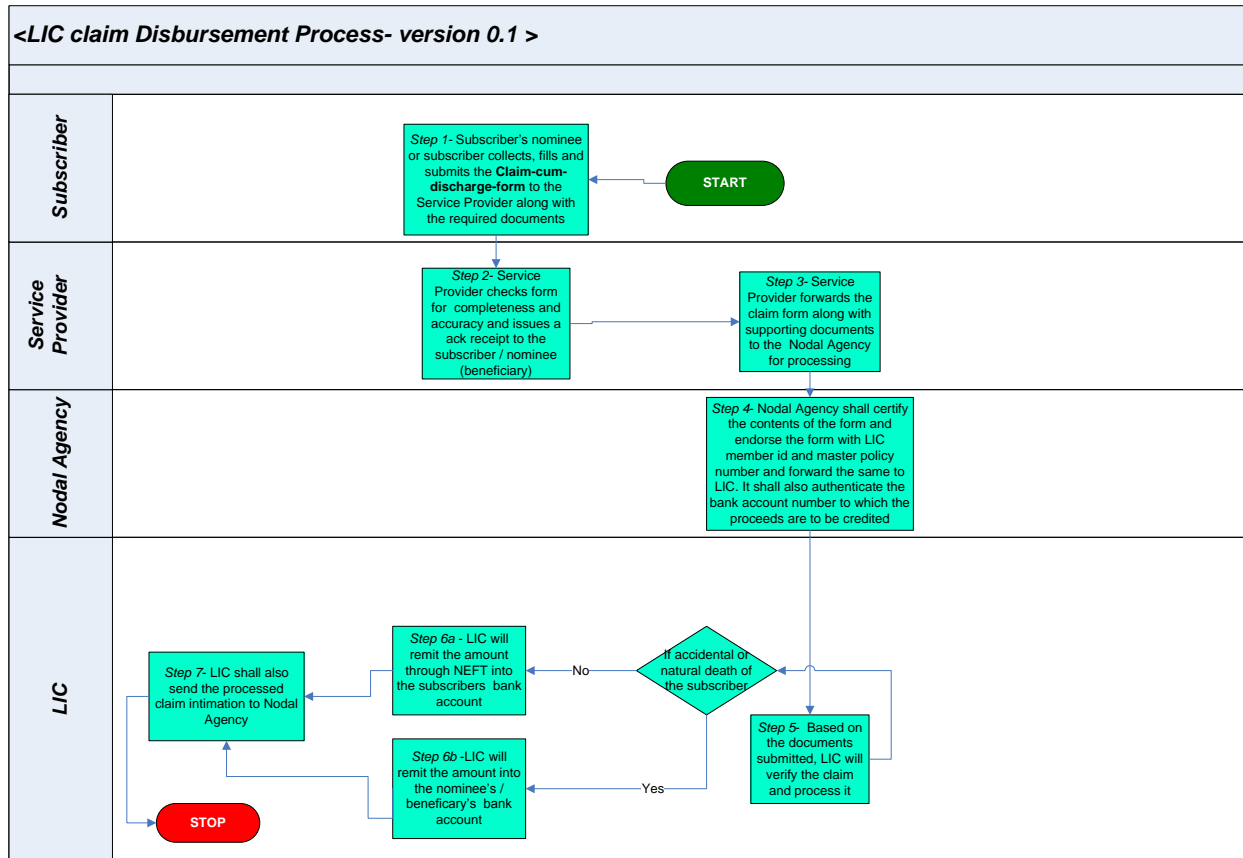 <LIC claim Disbursement Process- version 0.1 >
Subscriber
Step 1- Subscriber's nominee
or subscriber collects, fills and
submits the Claim-cum-
discharge-form to the
Service Provider along with
the required documents
START
Service
Provider
Step 2- Service
Provider checks form
for completeness and
accuracy and issues a
ack receipt to the
subscriber / nominee
(beneficiary)
Step 3- Service
Provider forwards the
claim form along with
supporting documents
to the Nodal Agency
for processing
Nodal Agency
Step 4- Nodal Agency shall certify
the contents of the form and
endorse the form with LIC
member id and master policy
number and forward the same to
LIC. It shall also authenticate the
bank account number to which the
proceeds are to be credited
LIC
Step 5- Based on
the documents
submitted, LIC will
verify the claim
and process it
If accidental or
natural death of
the subscriber
No
Step 6a - LIC will
remit the amount
through NEFT into
the subscribers bank
account
Yes
Step 6b -LIC will
remit the amount into
the nominee's /
beneficary's bank
account
Step 7- LIC shall also
send the processed
claim intimation to Nodal
Agency
STOP